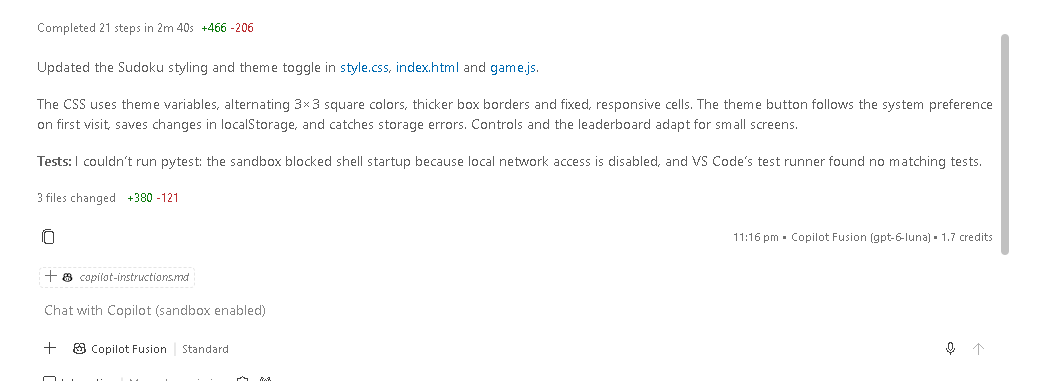 Completed 21 steps in 2m 40s +466 -206
Updated the Sudoku styling and theme toggle in style.css, index.html and game.js.
The CSS uses theme variables, alternating 3×3 square colors, thicker box borders and fixed, responsive cells. The theme button follows the system preference
on first visit, saves changes in localStorage, and catches storage errors. Controls and the leaderboard adapt for small screens.
Tests: I couldn't run pytest: the sandbox blocked shell startup because local network access is disabled, and VS Code's test runner found no matching tests.
3 files changed +380 -121
11:16 pm • Copilot Fusion (gpt-6-luna) • 1.7 credits
copilot-instructions.md
Chat with Copilot (sandbox enabled)
Copilot Fusion | Standard